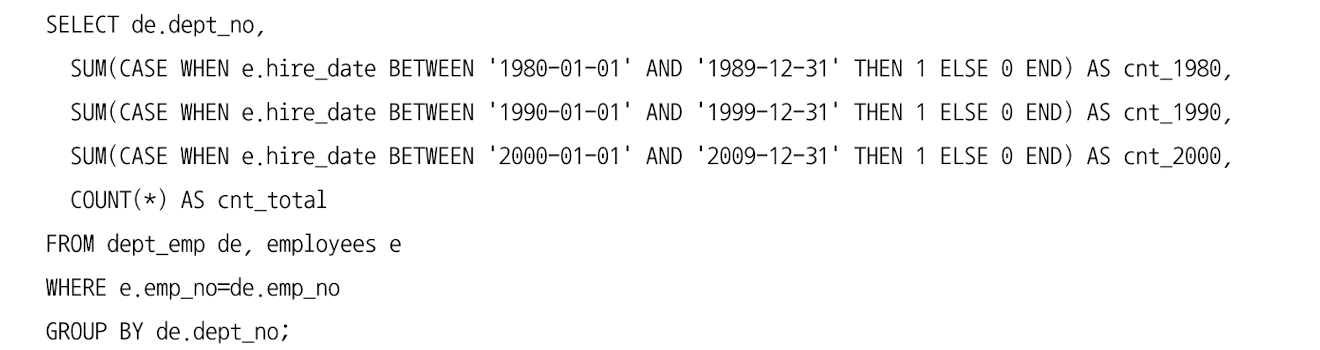 SELECT de.dept_no,
SUM(CASE WHEN e.hire_date BETWEEN '1980-01-01' AND '1989-12-31' THEN 1 ELSE 0 END) AS cnt_1980,
SUM(CASE WHEN e.hire_date BETWEEN '1990-01-01' AND '1999-12-31' THEN 1 ELSE 0 END) AS cnt_1990,
SUM(CASE WHEN e.hire_date BETWEEN '2000-01-01' AND '2009-12-31' THEN 1 ELSE 0 END) AS cnt_2000,
COUNT(*) AS cnt_total
FROM dept_emp de, employees e
WHERE e.emp_no=de.emp_no
GROUP BY de.dept_no;